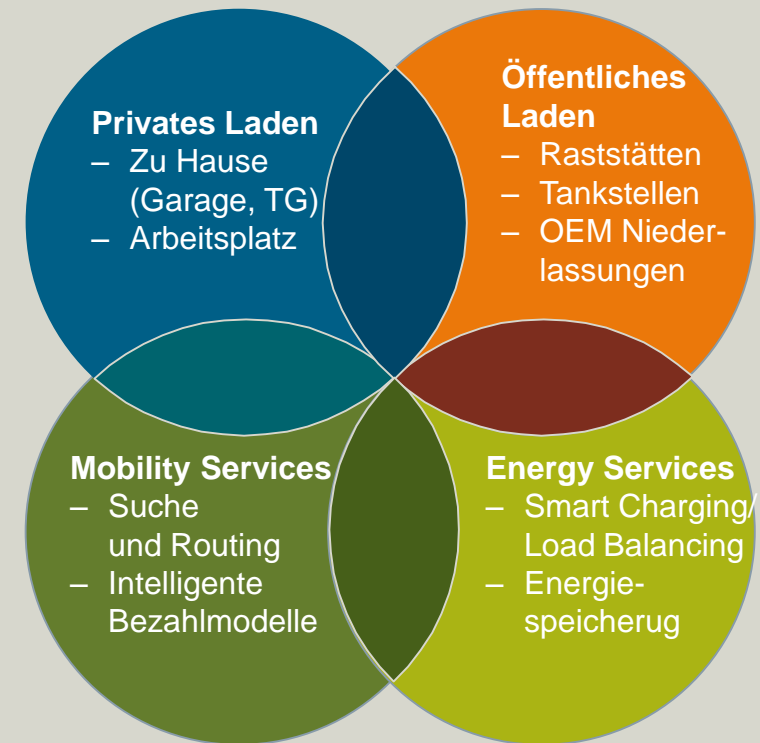 Privates Laden
– Zu Hause
(Garage, TG)
– Arbeitsplatz
Öffentliches
Laden
– Raststätten
– Tankstellen
– OEM Nieder-
lassungen
Mobility Services
– Suche
und Routing
– Intelligente
Bezahlmodelle
Energy Services
– Smart Charging/
Load Balancing
– Energie-
speicherug